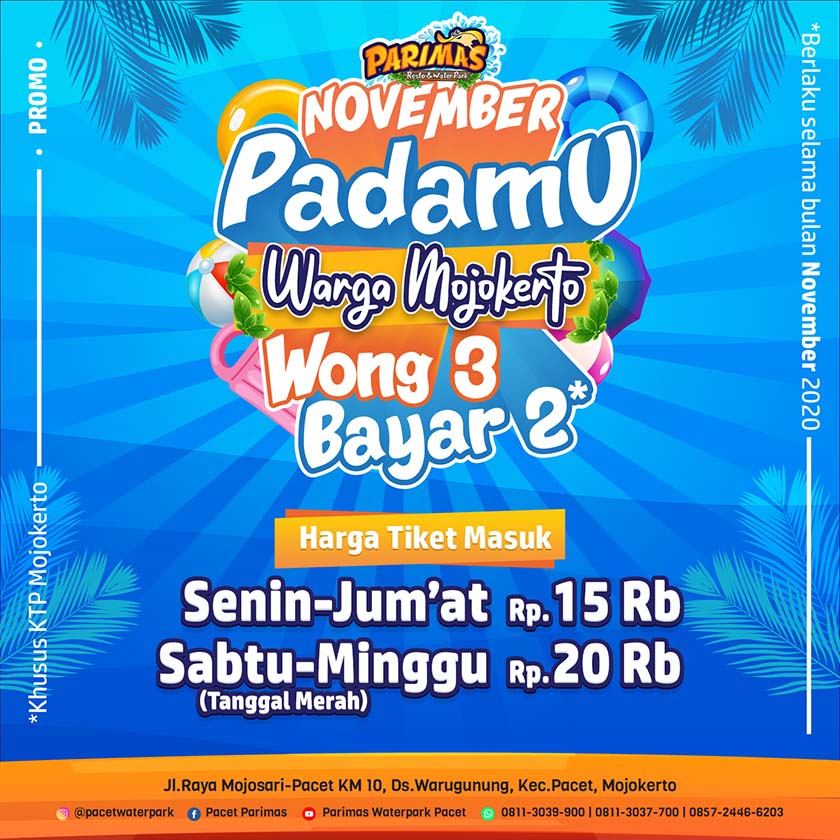 PARIMAS
Resto & Water Park
NOVEMBER
PadamU
Warga Mojokerto
Wong 3
Bayar 2*
• PROMO •
*Khusus KTP Mojokerto
*Berlaku selama bulan November 2020
Harga Tiket Masuk
Senin-Jum'at Rp.15 Rb
Sabtu-Minggu Rp.20 Rb
(Tanggal Merah)
Jl.Raya Mojosari-Pacet KM 10, Ds.Warugunung, Kec.Pacet, Mojokerto
@pacetwaterpark Pacet Parimas Parimas Waterpark Pacet 0811-3039-900 | 0811-3037-700 | 0857-2446-6203